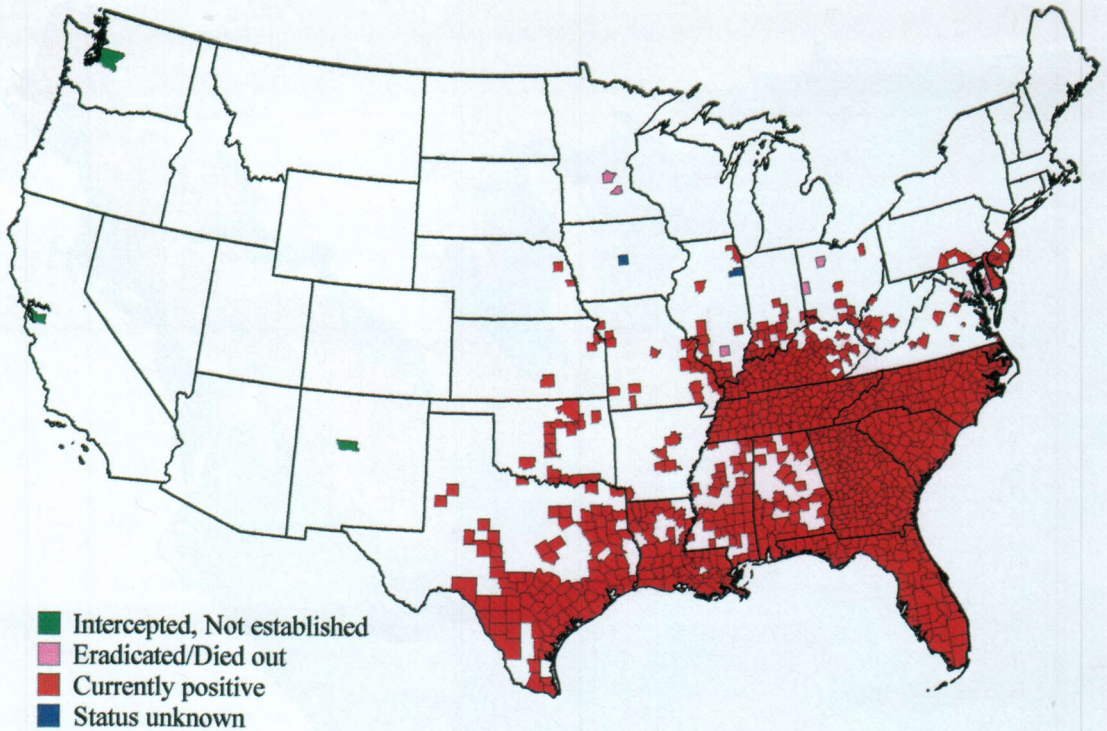 Intercepted, Not established
Eradicated/Died out
Currently positive
Status unknown